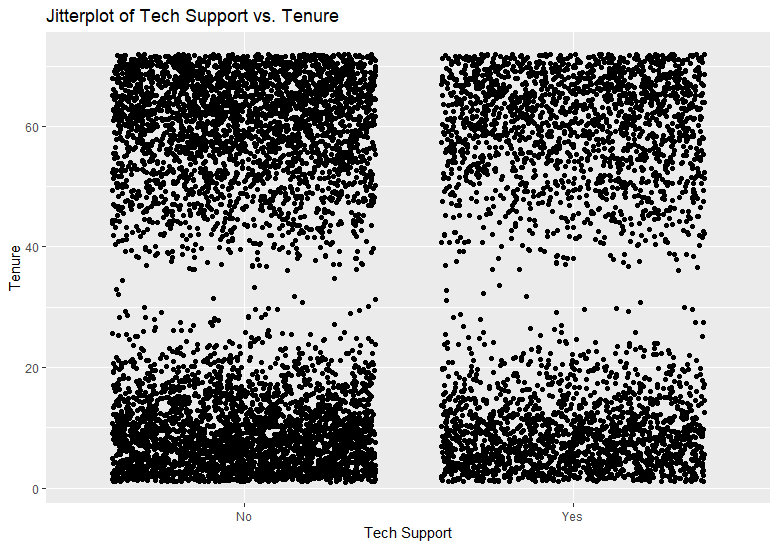 Jitterplot of Tech Support vs. Tenure
60
40
20
0
Tenure
No Yes
Tech Support